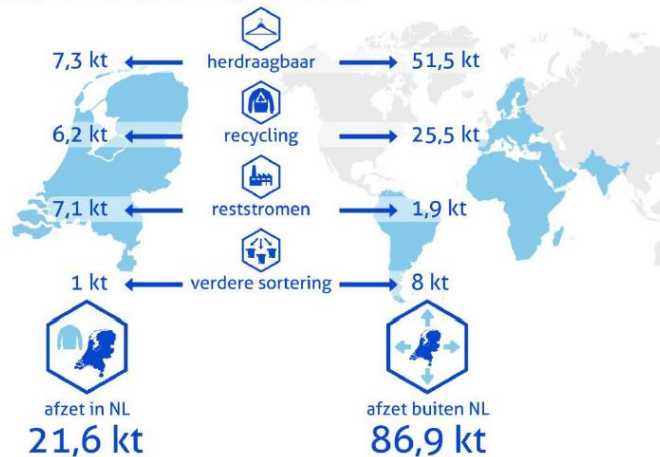 7,3 kt herdraagbaar 51,5 kt
6,2 kt recycling 25,5 kt
7,1 kt reststromen 1,9 kt
1 kt verdere sortering 8 kt
afzet in NL afzet buiten NL
21,6 kt 86,9 kt